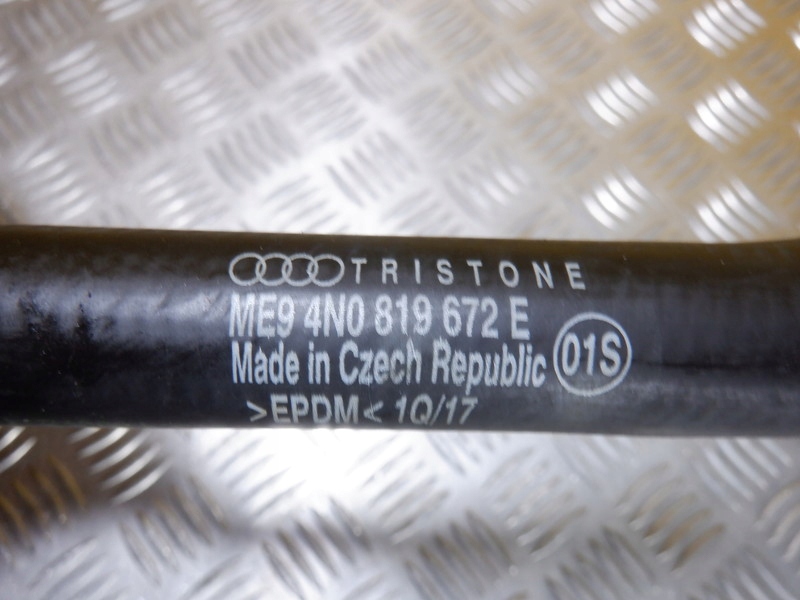 TRISTONE
ME9 4N0 819 672 E
Made in Czech Republic 01S
>EPDM< 1Q/17